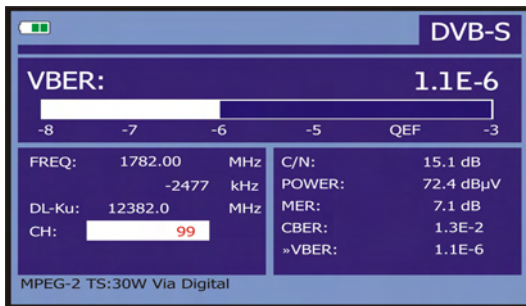 DVB-S
VBER: 1.1E-6
-8 -7 -6 -5 QEF -3
FREQ: 1782.00 MHz
-2477 kHz
DL-Ku: 12382.0 MHz
CH: 99
C/N: 15.1 dB
POWER: 72.4 dBµV
MER: 7.1 dB
CBER: 1.3E-2
»VBER: 1.1E-6
MPEG-2 TS:30W Via Digital